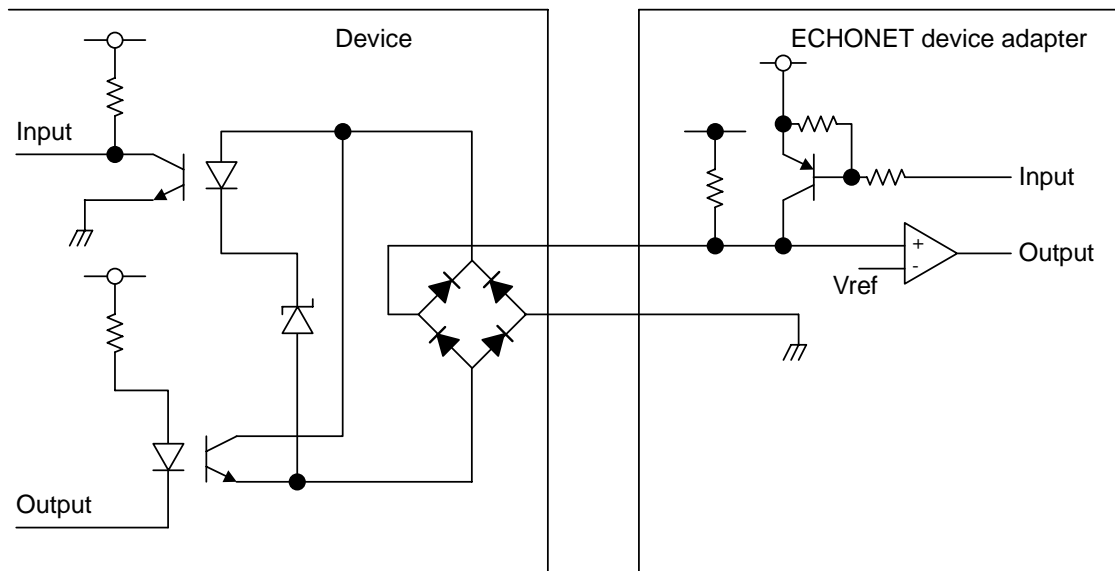 Device
ECHONET device adapter
Input
Input
+
Output
-
Vref
Output